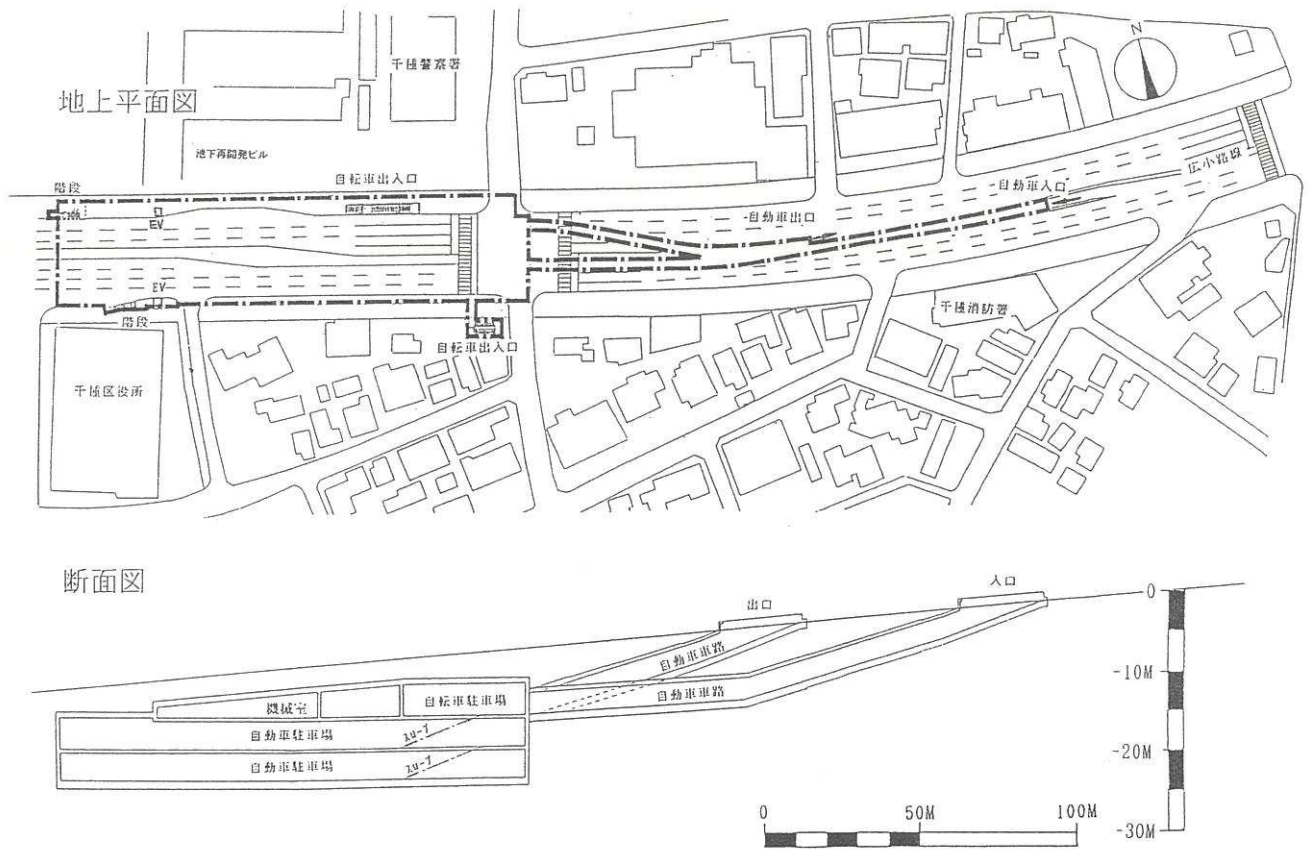 千種警察署
地上平面図
N
池下再開発ビル
階段
自転車出入口
広小路線
自動車入口
EV
自動車出口
EV
階段
千種消防署
自転車出入口
千種区役所
断面図
入口
0
出口
自動車車路
-10M
自転車駐車場
機械室
自動車車路
自動車駐車場
スロープ
-20M
自動車駐車場
スロープ
0
50M
100M
-30M